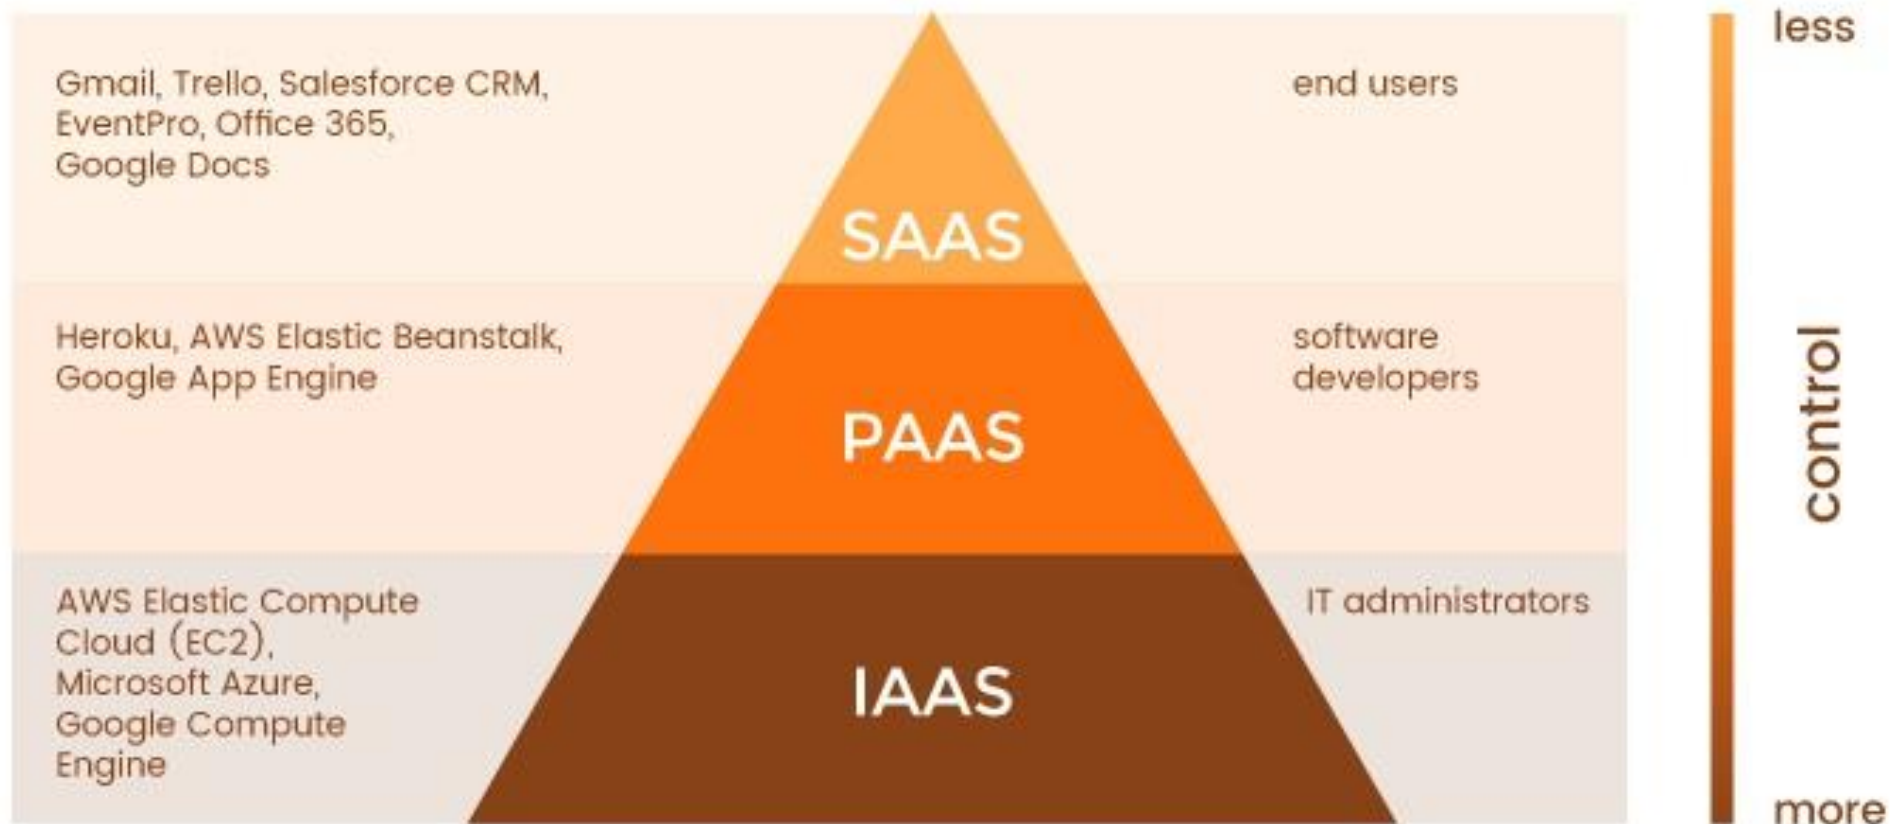 less
Gmail, Trello, Salesforce CRM,
EventPro, Office 365,
Google Docs
SAAS
end users
Heroku, AWS Elastic Beanstalk,
Google App Engine
PAAS
software
developers
control
AWS Elastic Compute
Cloud (EC2),
Microsoft Azure,
Google Compute
Engine
IAAS
IT administrators
more